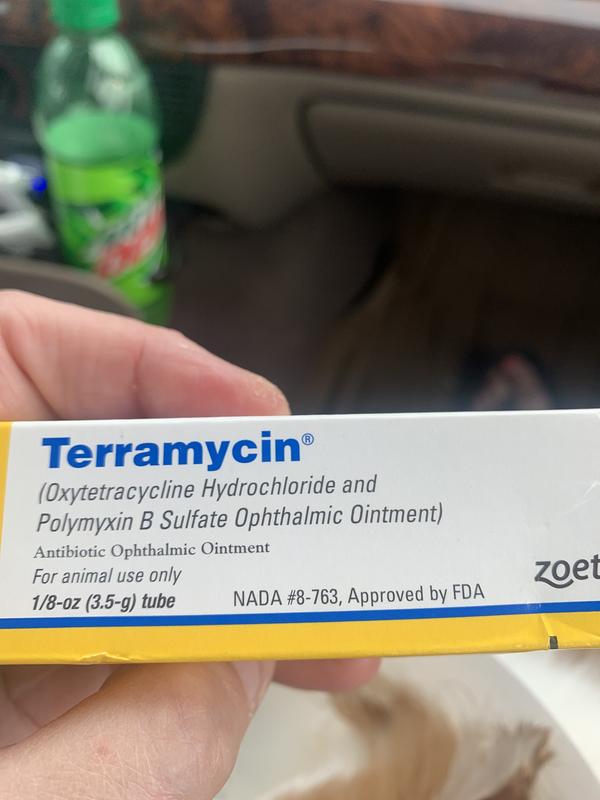 Terramycin®
(Oxytetracycline Hydrochloride and
Polymyxin B Sulfate Ophthalmic Ointment)
Antibiotic Ophthalmic Ointment
For animal use only
1/8-oz (3.5-g) tube
NADA #8-763, Approved by FDA
zoet